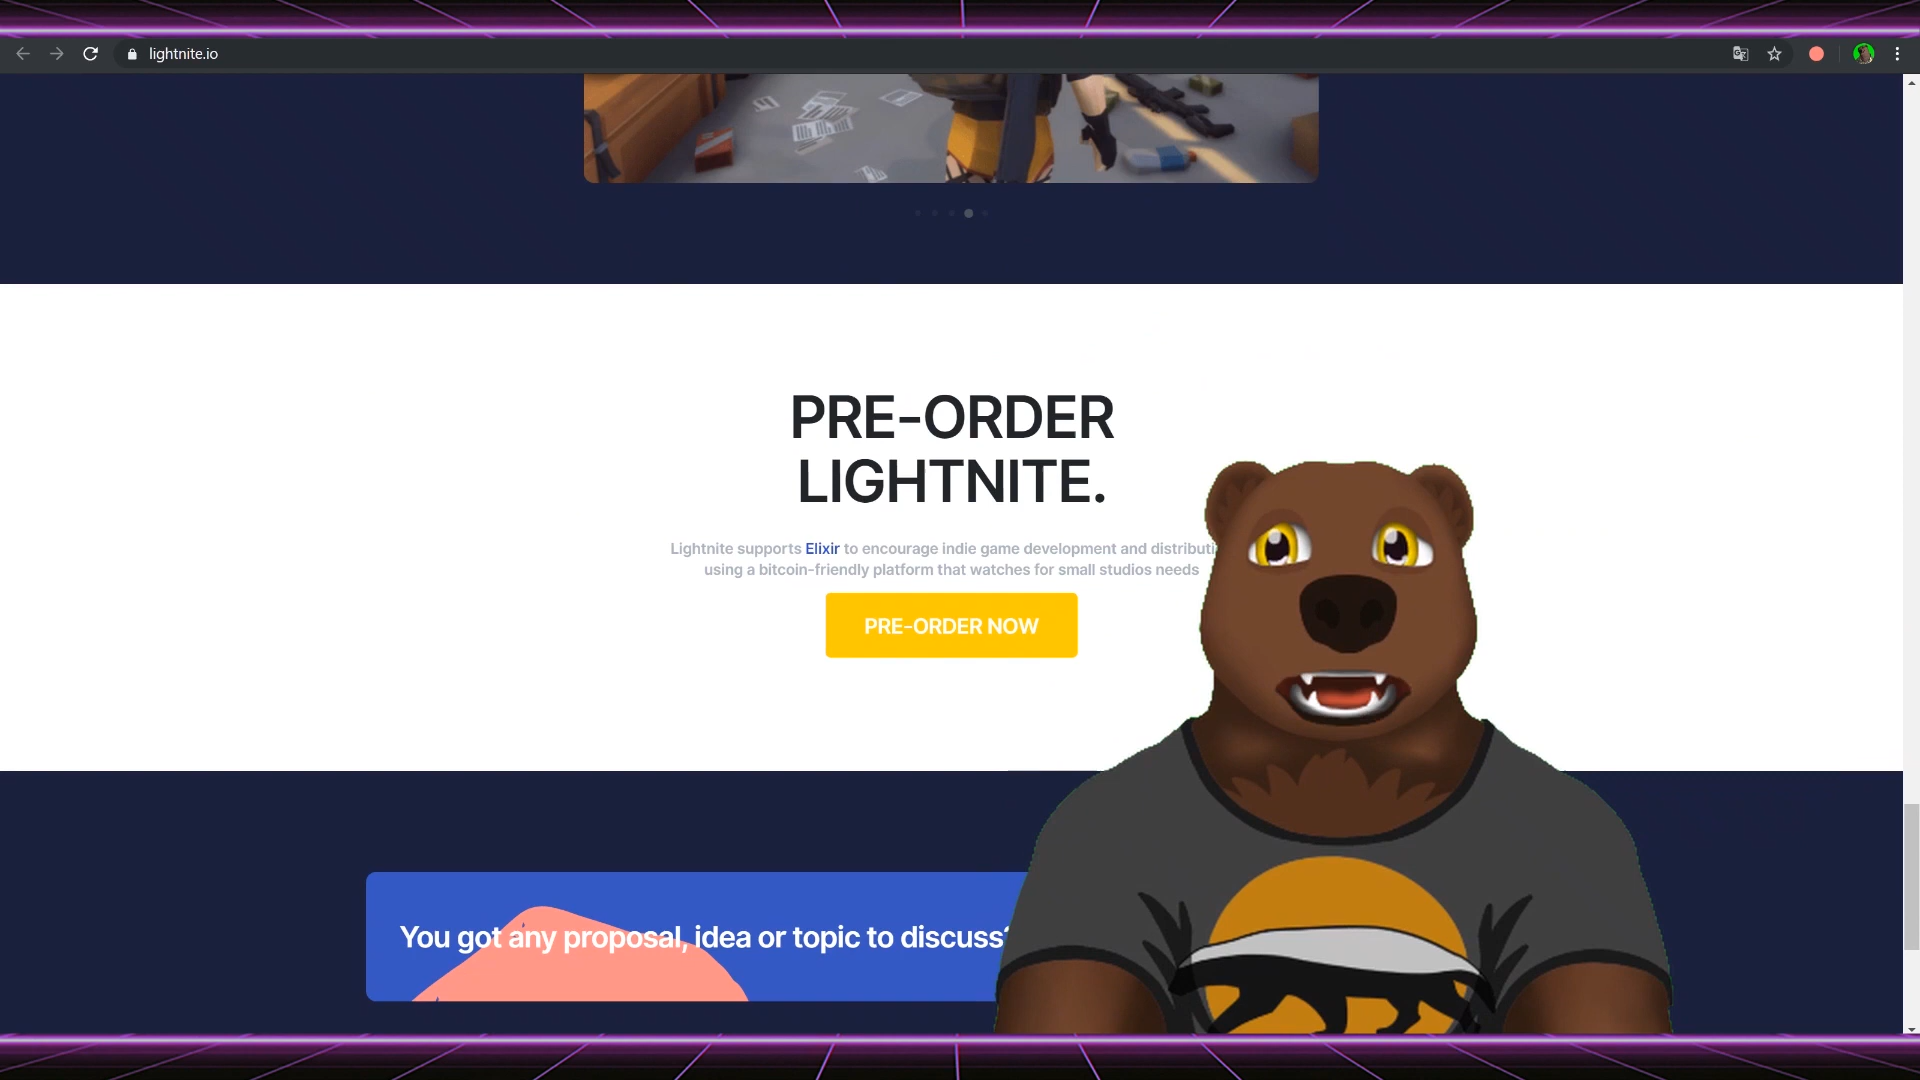 lightnite.io
PRE-ORDER
LIGHTNITE.
Lightnite supports Elixir to encourage indie game development and
using a bitcoin-friendly platform that watches for small studios needs
PRE-ORDER NOW
You got any proposal, idea or topic to discuss?